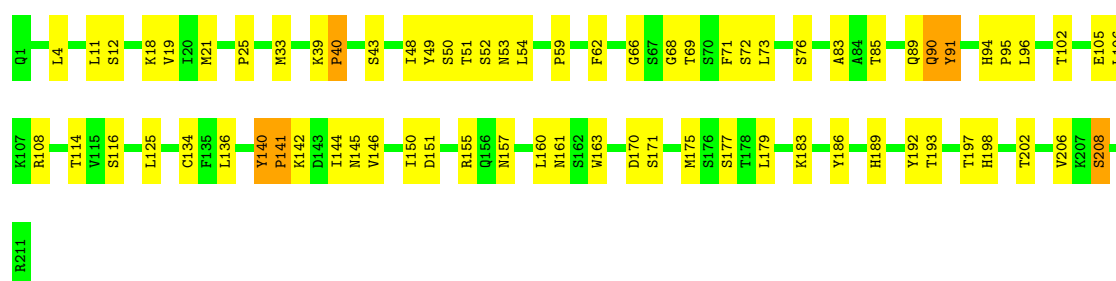 Q1 L4 L11 S12 K18 V19 I20 M21 P25 M33 K39 P40 S43 I48 Y49 S50 T51 S52 N53 L54 P59 F62 G66 S67 G68 T69 S70 F71 S72 L73 S76 A83 A84 T85 Q89 Q90 Y91 H94 P95 L96 T102 E105
K107 R108 T114 V115 S116 L125 C134 F135 L136 Y140 P141 K142 D143 I144 N145 V146 I150 D151 R155 Q156 N157 L160 N161 S162 W163 D170 S171 M175 S176 S177 T178 L179 K183 Y186 H189 Y192 T193 T197 H198 T202 V206 K207 S208
R211